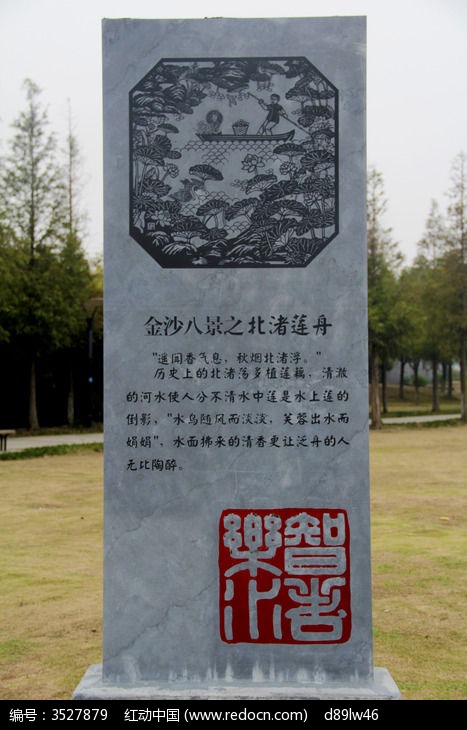 金沙八景之北渚莲舟
"遥闻香气息，秋烟北渚浮。"
历史上的北渚荡多植莲藕，清澈
的河水使人分不清水中莲是水上莲的
倒影，"水鸟随风而淡淡，芙蓉出水而
娟娟"，水面拂来的清香更让泛舟的人
无比陶醉。
智者樂水
编号：3527879 红动中国 (www.redocn.com) d89lw46